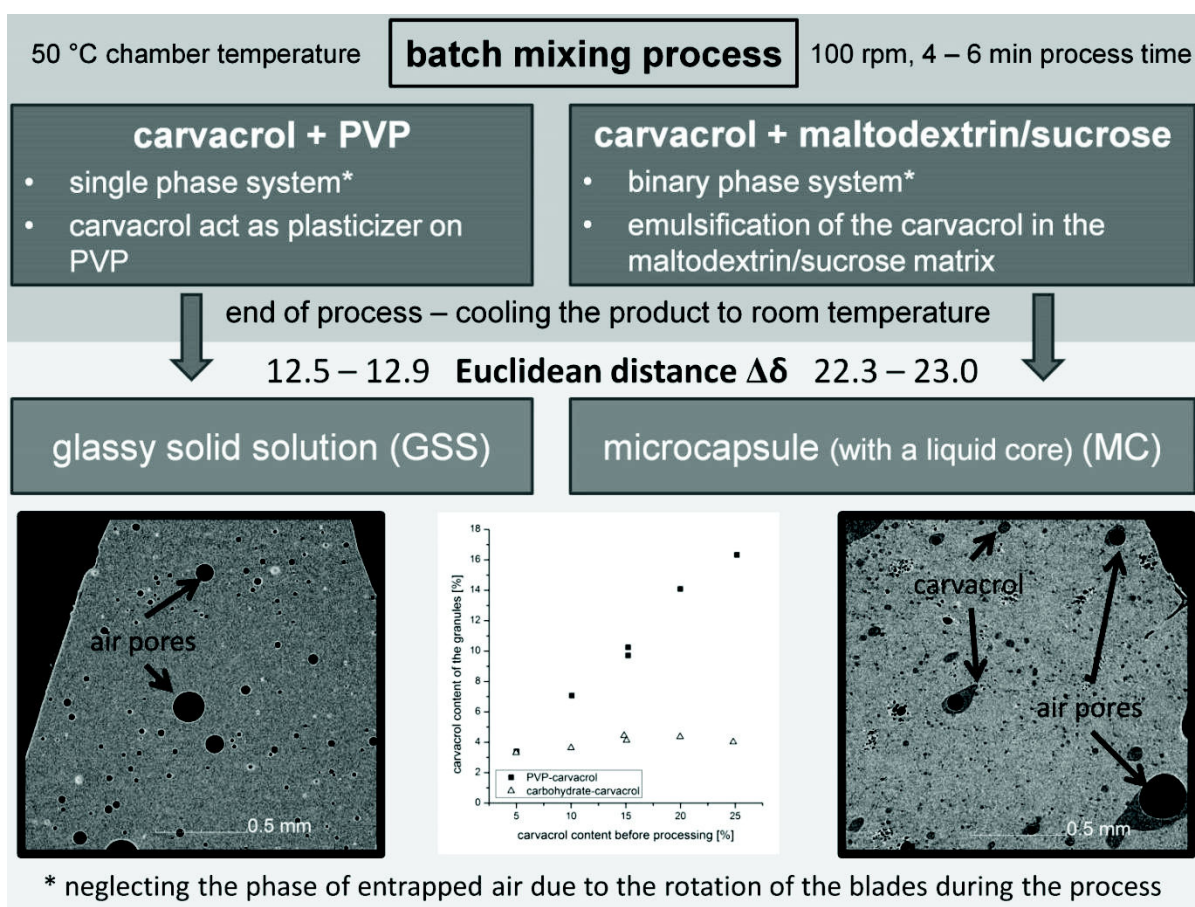 50 °C chamber temperature
batch mixing process
100 rpm, 4 – 6 min process time
carvacrol + PVP
• single phase system*
• carvacrol act as plasticizer on
PVP
carvacrol + maltodextrin/sucrose
• binary phase system*
• emulsification of the carvacrol in the
maltodextrin/sucrose matrix
end of process – cooling the product to room temperature
12.5 – 12.9 Euclidean distance Δδ 22.3 – 23.0
glassy solid solution (GSS)
microcapsule (with a liquid core) (MC)
air pores
0.5 mm
carvacrol content of the granules [%]
18
16
14
12
10
8
6
4
2
0
PVP-carvacrol
carbohydrate-carvacrol
5 10 15 20 25
carvacrol content before processing [%]
carvacrol
air pores
0.5 mm
* neglecting the phase of entrapped air due to the rotation of the blades during the process